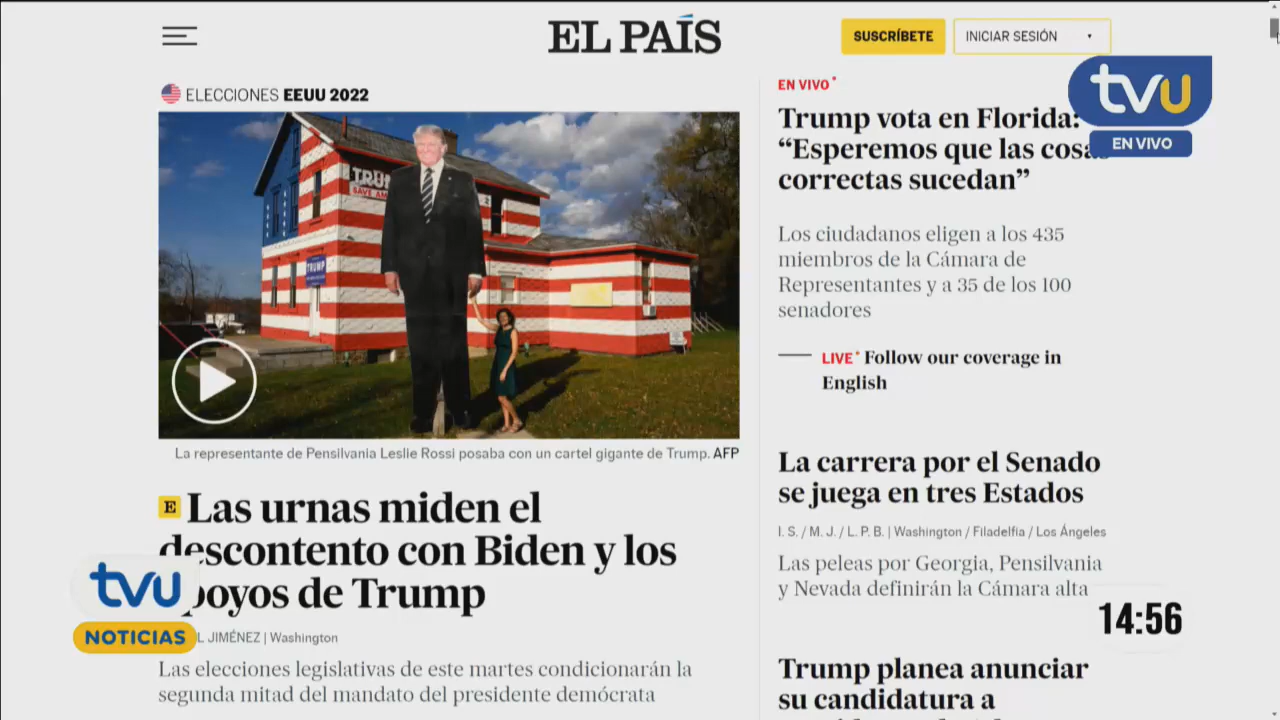 EL PAÍS
SUSCRÍBETE
INICIAR SESIÓN
tvu
EN VIVO
ELECCIONES EEUU 2022
TRUMP
SAVE
TRUMP
La representante de Pensilvania Leslie Rossi posaba con un cartel gigante de Trump. AFP
E Las urnas miden el
descontento con Biden y los
poyos de Trump
L JIMÉNEZ | Washington
Las elecciones legislativas de este martes condicionarán la
segunda mitad del mandato del presidente demócrata
EN VIVO
Trump vota en Florida:
“Esperemos que las cosas
correctas sucedan”
Los ciudadanos eligen a los 435
miembros de la Cámara de
Representantes y a 35 de los 100
senadores
LIVE Follow our coverage in
English
La carrera por el Senado
se juega en tres Estados
I. S. / M. J. / L. P. B. | Washington / Filadelfia / Los Ángeles
Las peleas por Georgia, Pensilvania
y Nevada definirán la Cámara alta
Trump planea anunciar
su candidatura a
tvu
NOTICIAS
14:56